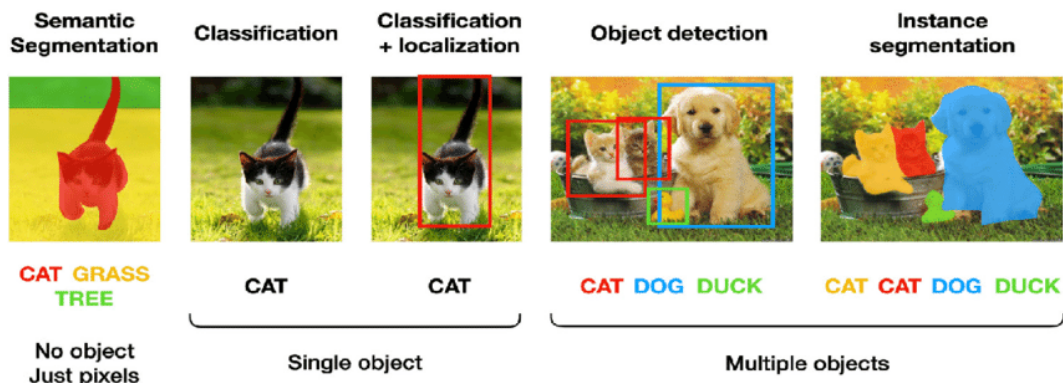 Semantic
Segmentation
Classification
Classification
+ localization
Object detection
Instance
segmentation
CAT GRASS
TREE
CAT
CAT
CAT DOG DUCK
CAT CAT DOG DUCK
No object
Just pixels
Single object
Multiple objects